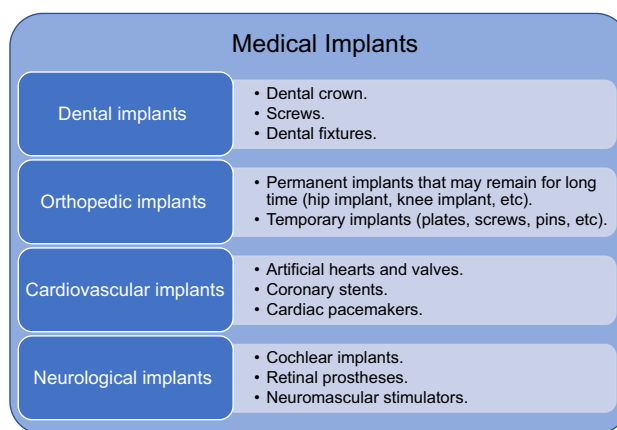 Medical Implants
Dental implants
• Dental crown.
• Screws.
• Dental fixtures.
Orthopedic implants
• Permanent implants that may remain for long
time (hip implant, knee implant, etc).
• Temporary implants (plates, screws, pins, etc).
Cardiovascular implants
• Artificial hearts and valves.
• Coronary stents.
• Cardiac pacemakers.
Neurological implants
• Cochlear implants.
• Retinal prostheses.
• Neuromascular stimulators.